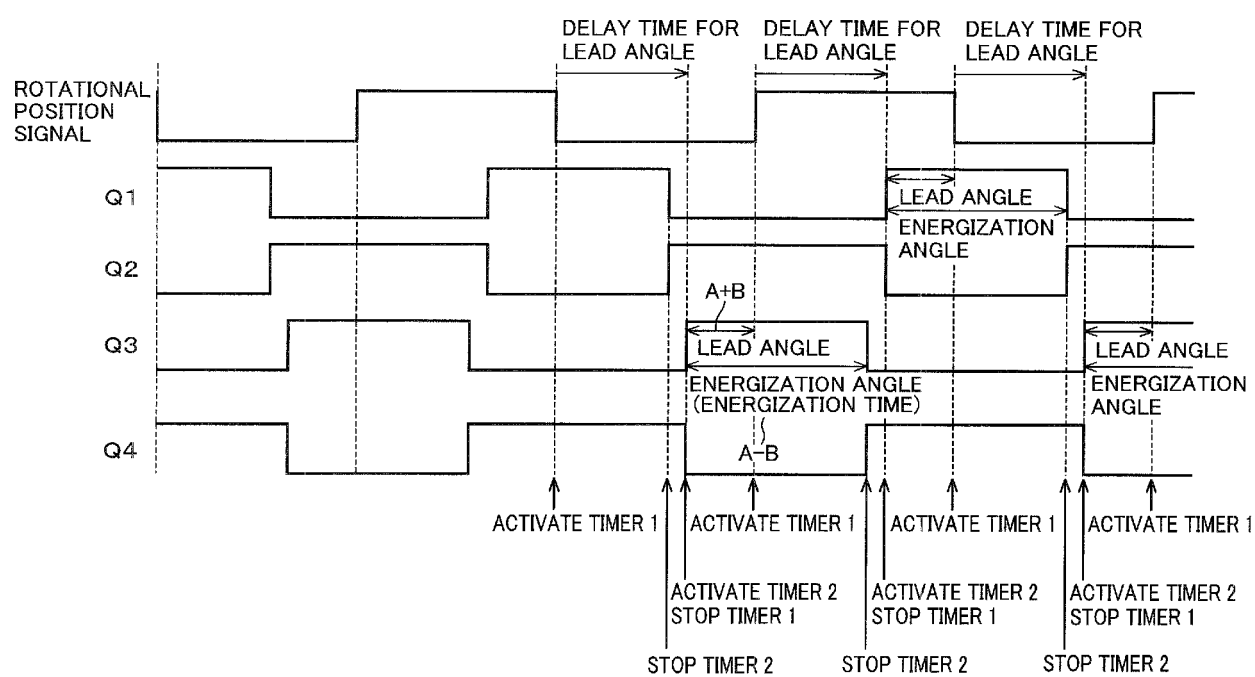 DELAY TIME FOR
LEAD ANGLE
DELAY TIME FOR
LEAD ANGLE
DELAY TIME FOR
LEAD ANGLE
ROTATIONAL
POSITION
SIGNAL
Q1
LEAD ANGLE
ENERGIZATION
ANGLE
Q2
A+B
Q3
LEAD ANGLE
LEAD ANGLE
ENERGIZATION ANGLE
(ENERGIZATION TIME)
ENERGIZATION
ANGLE
Q4
A-B
ACTIVATE TIMER 1
ACTIVATE TIMER 1
ACTIVATE TIMER 1
ACTIVATE TIMER 1
ACTIVATE TIMER 2
STOP TIMER 1
ACTIVATE TIMER 2
STOP TIMER 1
ACTIVATE TIMER 2
STOP TIMER 1
STOP TIMER 2
STOP TIMER 2
STOP TIMER 2